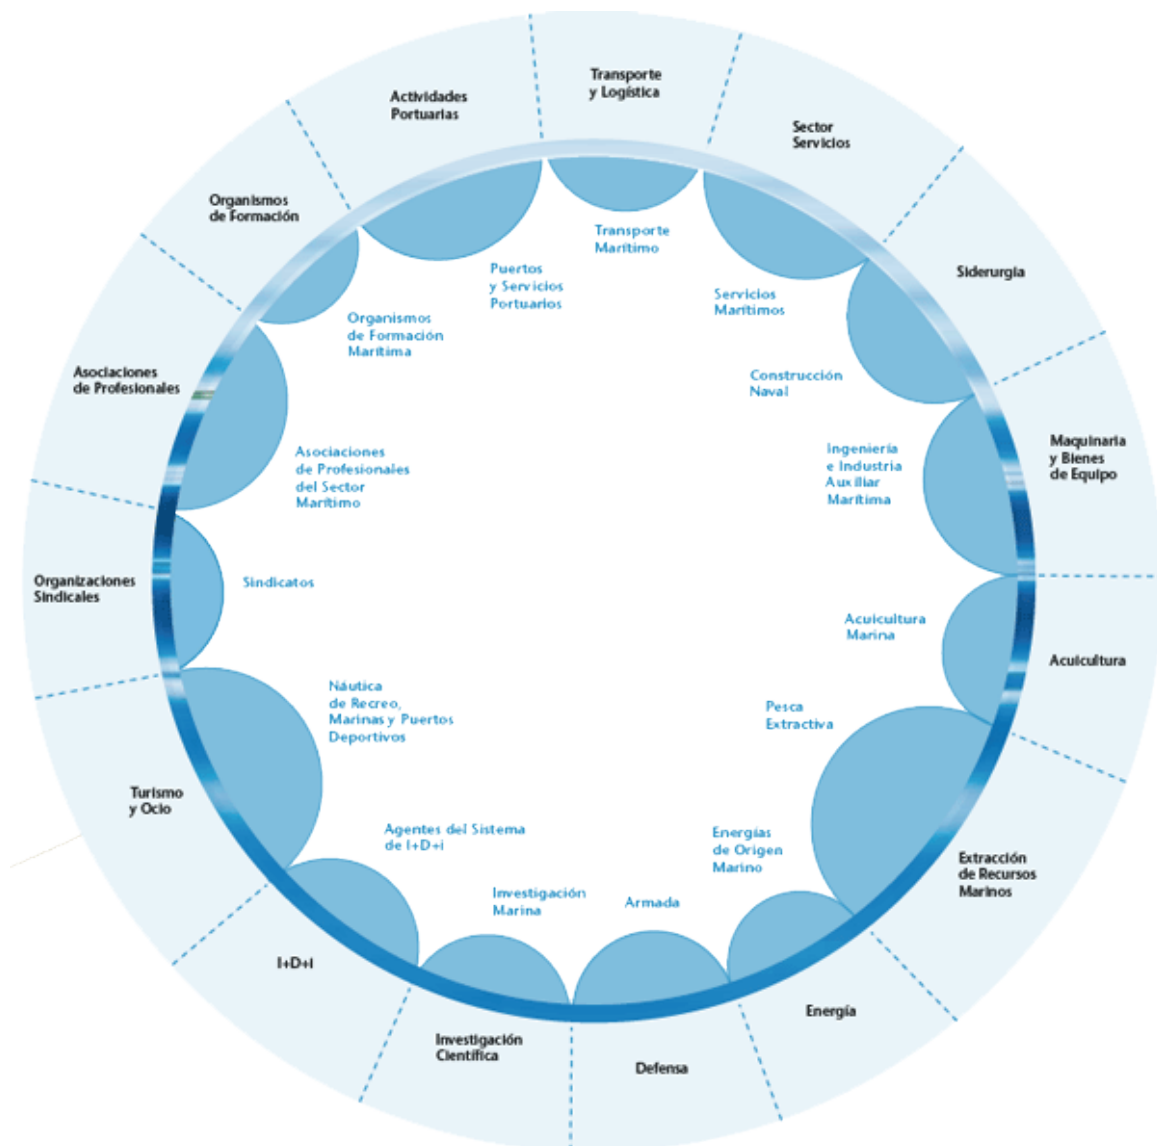 Transporte
y Logística
Sector
Servicios
Siderurgia
Maquinaria
y Bienes
de Equipo
Acuicultura
Extracción
de Recursos
Marinos
Energía
Defensa
Investigación
Científica
I+D+I
Turismo
y Ocio
Organizaciones
Sindicales
Asociaciones
de Profesionales
Organismos
de Formación
Actividades
Portuarias
Transporte
Marítimo
Servicios
Marítimos
Construcción
Naval
Ingeniería
e Industria
Auxiliar
Marítima
Acuicultura
Marina
Pesca
Extractiva
Energías
de Origen
Marino
Armada
Investigación
Marina
Agentes del Sistema
de I+D+i
Náutica
de Recreo,
Marinas y Puertos
Deportivos
Sindicatos
Asociaciones
de Profesionales
del Sector
Marítimo
Organismos
de Formación
Marítima
Puertos
y Servicios
Portuarios